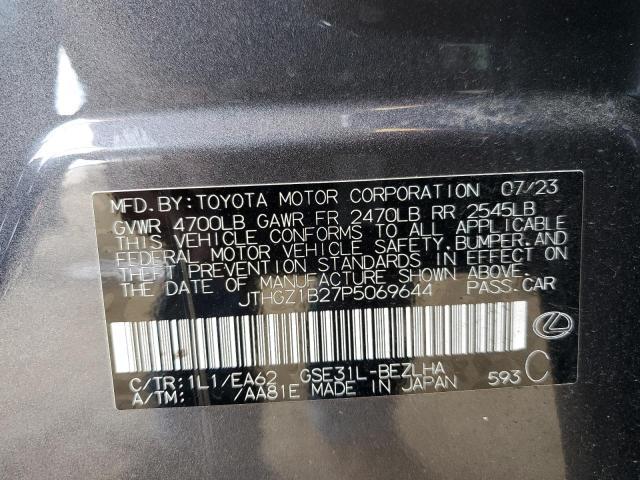 MFD. BY: TOYOTA MOTOR CORPORATION 07/23
GVWR 4700LB GAWR FR 2470LB RR 2545LB
THIS VEHICLE CONFORMS TO ALL APPLICABLE
FEDERAL MOTOR VEHICLE SAFETY, BUMPER, AND
THEFT PREVENTION STANDARDS IN EFFECT ON
THE DATE OF MANUFACTURE SHOWN ABOVE.
JTHGZ1B27P5069644 PASS. CAR
C/TR: 1L1/EA62 GSE31L-BEZLHA
A/TM: /AA81E MADE IN JAPAN 593 C